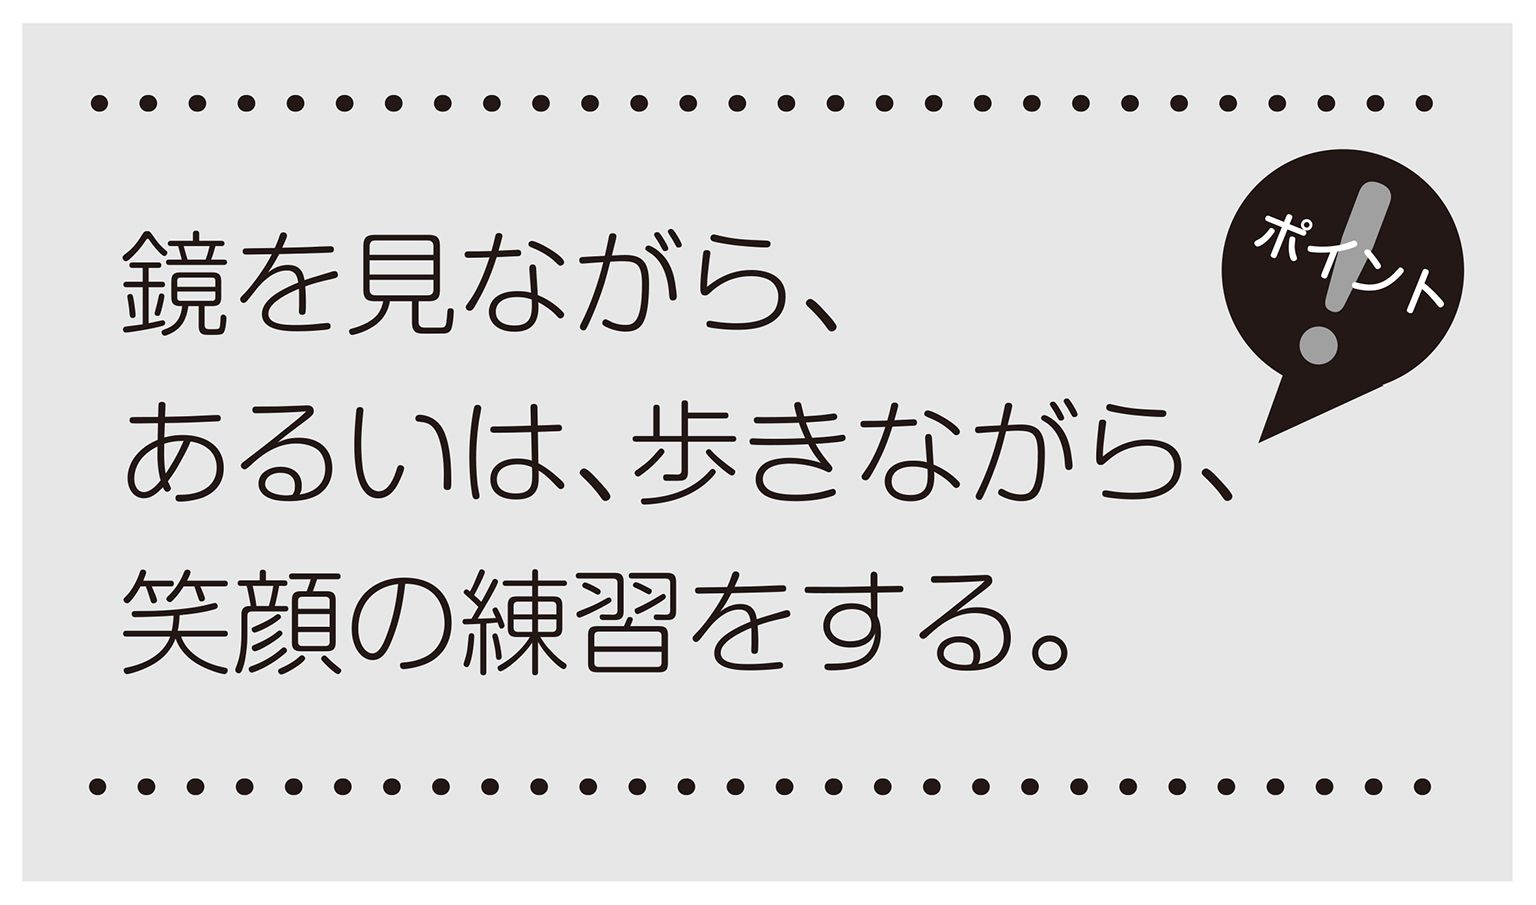 ポイント
鏡を見ながら、
あるいは、歩きながら、
笑顔の練習をする。